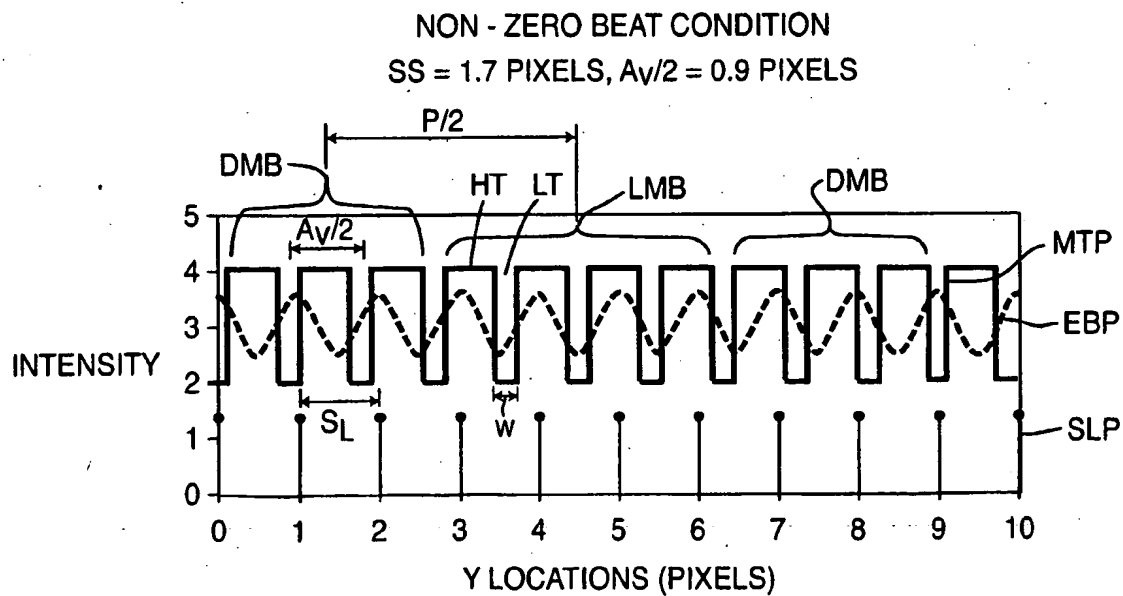 NON - ZERO BEAT CONDITION
SS = 1.7 PIXELS, AV/2 = 0.9 PIXELS
P/2
DMB
HT
LT
LMB
DMB
5
AV/2
MTP
4
3
EBP
INTENSITY
2
SL
W
SLP
1
0
0 1 2 3 4 5 6 7 8 9 10
Y LOCATIONS (PIXELS)